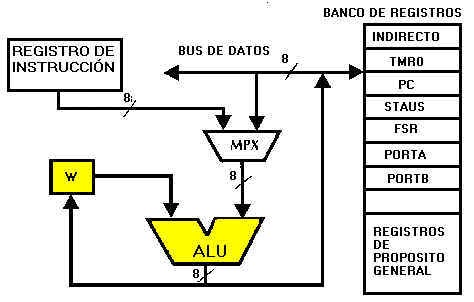 BANCO DE REGISTROS
REGISTRO DE
INSTRUCCIÓN
BUS DE DATOS
8
INDIRECTO
TMRO
PC
STAUS
FSR
PORTA
PORTB
REGISTROS
DE
PROPOSITO
GENERAL
8
MPX
8
W
ALU
8